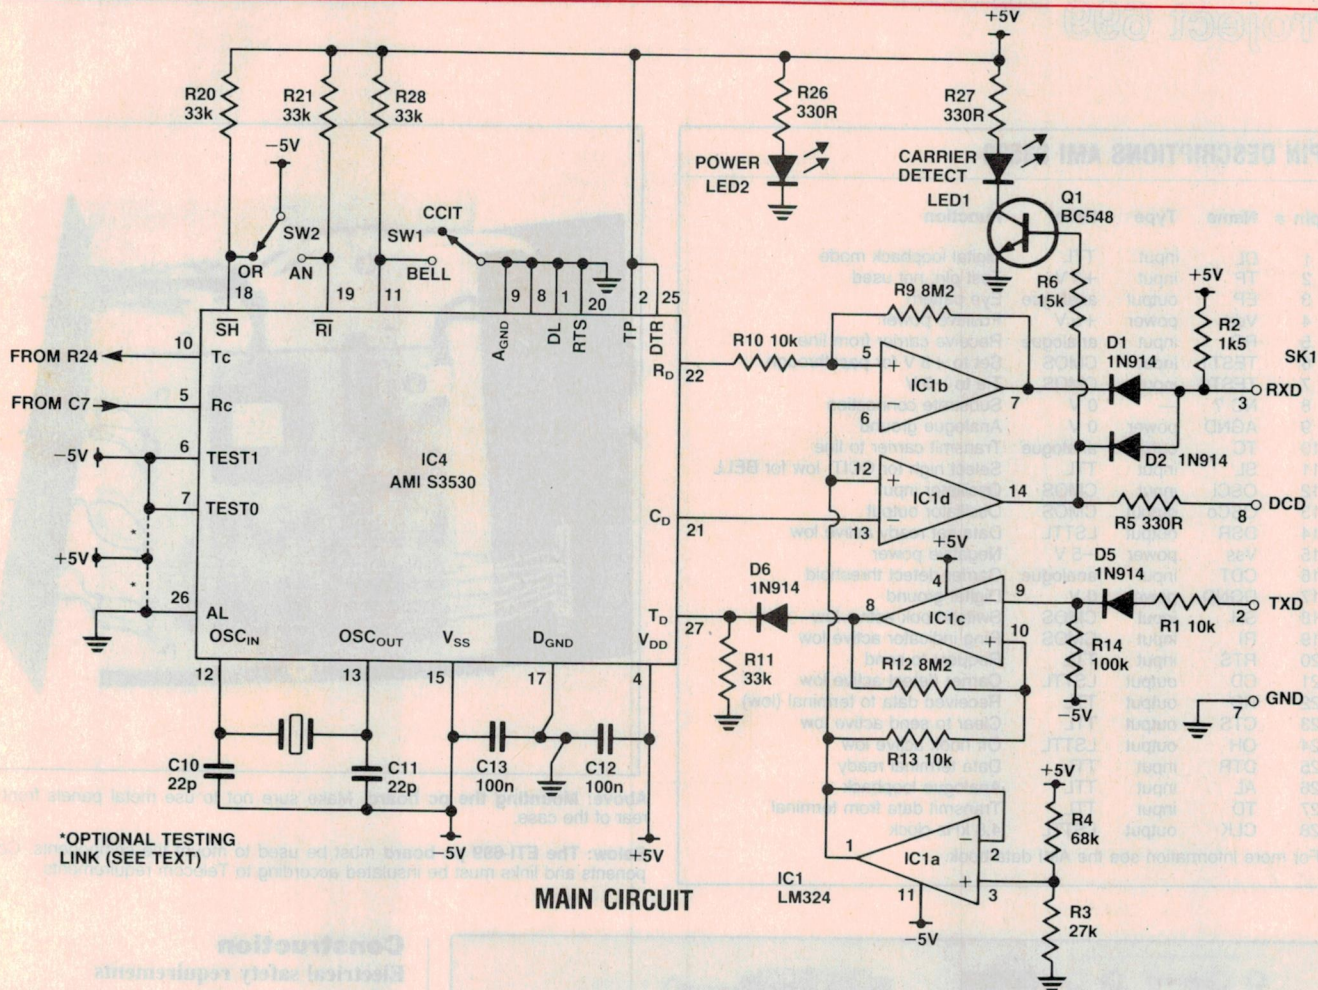 +5V
R20
33k
R21
33k
R28
33k
R26
330R
R27
330R
−5V
POWER
LED2
CARRIER
DETECT
LED1
Q1
BC548
SW2
OR
AN
CCIT
SW1
BELL
18
19
11
9
8
1
20
2
25
SH
RI
AGND
DL
RTS
TP
DTR
R9 8M2
R6
15k
+5V
R2
1k5
SK1
FROM R24
10
Tc
RD
22
R10 10k
5
+
IC1b
7
6
D1
1N914
RXD
3
FROM C7
5
Rc
D2 1N914
−5V
6
TEST1
IC4
AMI S3530
12
+
IC1d
14
7
TEST0
CD
21
13
−
R5 330R
DCD
8
*
+5V
*
+5V
4
D6
1N914
D5
1N914
26
AL
TD
27
8
IC1c
−
9
+
10
R1 10k
TXD
2
OSCIN
OSCOUT
VSS
DGND
VDD
12
13
15
17
4
R11
33k
R12 8M2
R14
100k
−5V
GND
7
C10
22p
C11
22p
C13
100n
C12
100n
R13 10k
+5V
R4
68k
*OPTIONAL TESTING
LINK (SEE TEXT)
−5V
+5V
1
IC1a
−
2
+
3
IC1
LM324
11
−5V
R3
27k
MAIN CIRCUIT